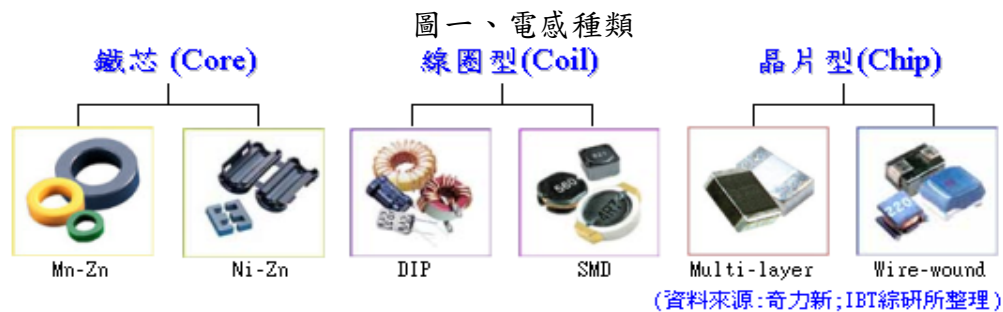 圖一、電感種類
鐵芯 (Core)
線圈型(Coil)
晶片型(Chip)
560
220
Mn-Zn
Ni-Zn
DIP
SMD
Multi-layer
Wire-wound
(資料來源:奇力新;IBT綜研所整理)